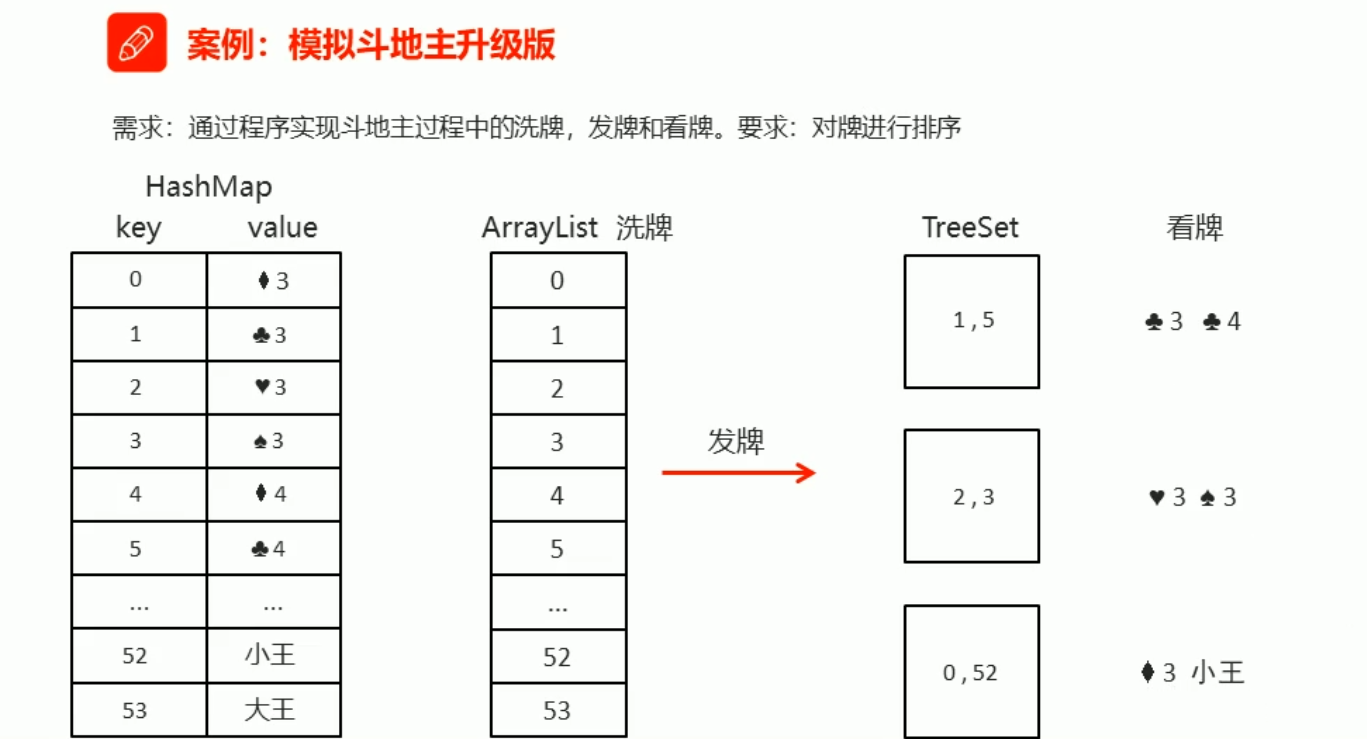 案例：模拟斗地主升级版
需求：通过程序实现斗地主过程中的洗牌，发牌和看牌。要求：对牌进行排序
HashMap
key value
0 ♦3
1 ♣3
2 ♥3
3 ♠3
4 ♦4
5 ♣4
... ...
52 小王
53 大王
ArrayList 洗牌
0
1
2
3
4
5
...
52
53
发牌
TreeSet 看牌
1,5 ♣3 ♣4
2,3 ♥3 ♠3
0,52 ♦3 小王